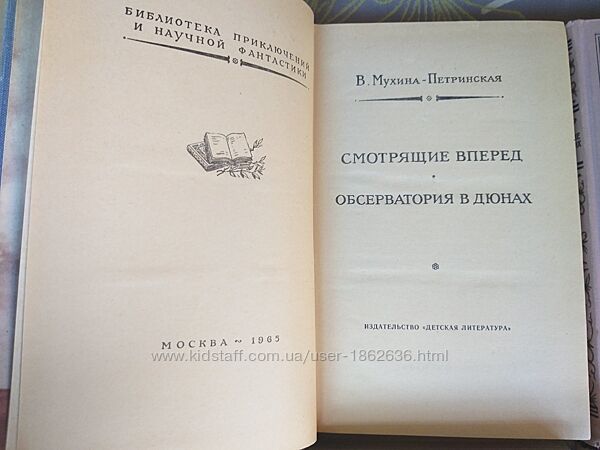 БИБЛИОТЕКА ПРИКЛЮЧЕНИЙ
И НАУЧНОЙ ФАНТАСТИКИ
МОСКВА ~ 1965
В. МУХИНА-ПЕТРИНСКАЯ
СМОТРЯЩИЕ ВПЕРЕД
•
ОБСЕРВАТОРИЯ В ДЮНАХ
ИЗДАТЕЛЬСТВО «ДЕТСКАЯ ЛИТЕРАТУРА»
www.kidstaff.com.ua/user-1862636.html